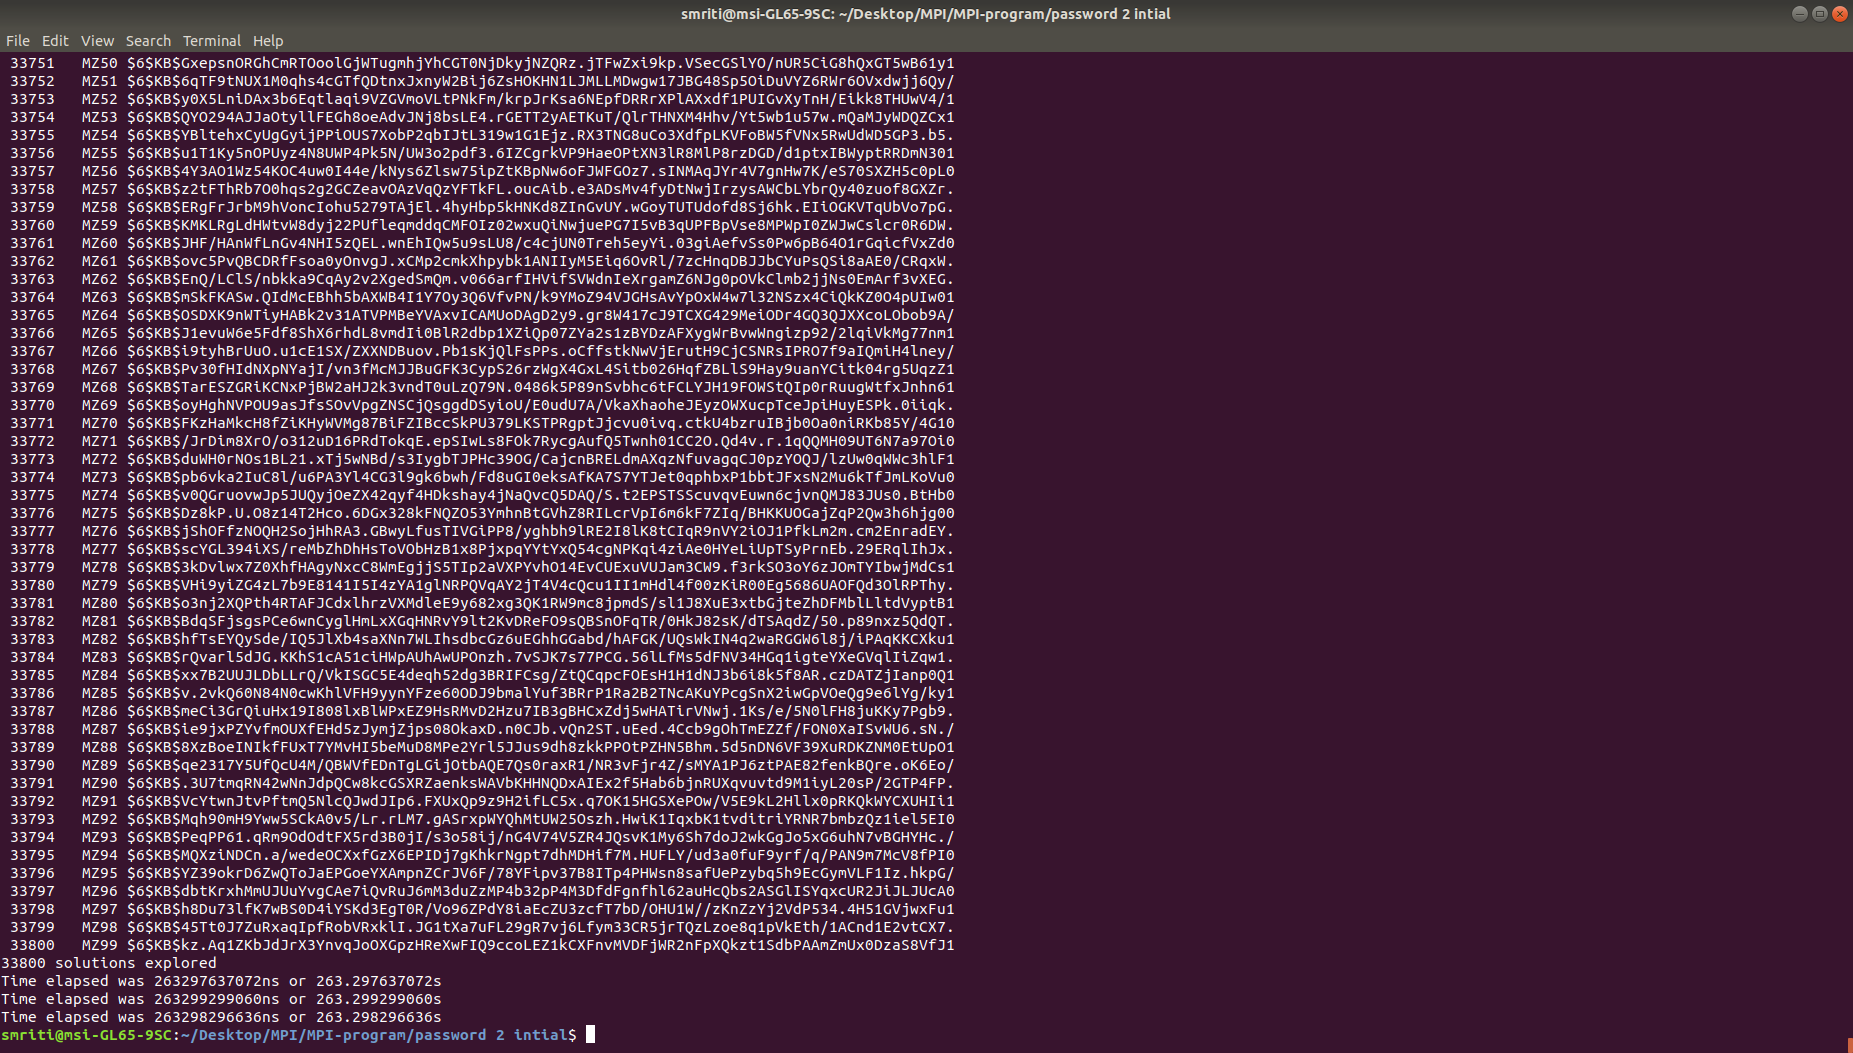 smriti@msi-GL65-9SC: ~/Desktop/MPI/MPI-program/password 2 intial
File Edit View Search Terminal Help
33751 MZ50 $6$KB$GxepsnORGhCmRTOoolGjWTugmhjYhCGT0NjDkyjNZQRz.jTFwZxi9kp.VSecGSlYO/nUR5CiG8hQxGT5wB61y1
33752 MZ51 $6$KB$6qTF9tNUX1M0qhs4cGTfQDtnxJxnyW2Bij6ZsHOKHN1LJMLLMDwgw17JBG48Sp5OiDuVYZ6RWr6OVxdwjj6Qy/
33753 MZ52 $6$KB$y0X5LniDAx3b6Eqtlaqi9VZGVmoVLtPNkFm/krpJrKsa6NEpfDRRrXPlAXxdf1PUIGvXyTnH/Eikk8THUwV4/1
33754 MZ53 $6$KB$QYO294AJJaOtyllFEGh8oeAdvJNj8bsLE4.rGETT2yAETKuT/QlrTHNXM4Hhv/Yt5wb1u57w.mQaMJyWDQZCx1
33755 MZ54 $6$KB$YBltehxCyUgGyijPPiOUS7XobP2qbIJtL319w1G1Ejz.RX3TNG8uCo3XdfpLKVFoBW5fVNx5RwUdWD5GP3.b5.
33756 MZ55 $6$KB$u1T1Ky5nOPUyz4N8UWP4Pk5N/UW3o2pdf3.6IZCgrkVP9HaeOPtXN3lR8MlP8rzDGD/d1ptxIBWyptRRDmN301
33757 MZ56 $6$KB$4Y3AO1Wz54KOC4uw0I44e/kNys6Zlsw75ipZtKBpNw6oFJWFGOz7.sINMAqJYr4V7gnHw7K/eS70SXZH5c0pL0
33758 MZ57 $6$KB$z2tFThRb7O0hqs2g2GCZeavOAzVqQzYFTkFL.oucAib.e3ADsMv4fyDtNwjIrzysAWCbLYbrQy40zuof8GXZr.
33759 MZ58 $6$KB$ERgFrJrbM9hVoncIohu5279TAjEl.4hyHbp5kHNKd8ZInGvUY.wGoyTUTUdofd8Sj6hk.EIiOGKVTqUbVo7pG.
33760 MZ59 $6$KB$KMKLRgLdHWtvW8dyj22PUfleqmddqCMFOIz02wxuQiNwjuePG7I5vB3qUPFBpVse8MPWpI0ZWJwCslcr0R6DW.
33761 MZ60 $6$KB$JHF/HAnWfLnGv4NHI5zQEL.wnEhIQw5u9sLU8/c4cjUN0Treh5eyYi.03giAefvSs0Pw6pB64O1rGqicfVxZd0
33762 MZ61 $6$KB$ovc5PvQBCDRfFsoa0yOnvgJ.xCMp2cmkXhpybk1ANIIyM5Eiq6OvRl/7zcHnqDBJJbCYuPsQSi8aAE0/CRqxW.
33763 MZ62 $6$KB$EnQ/LClS/nbkka9CqAy2v2XgedSmQm.v066arfIHVifSVWdnIeXrgamZ6NJg0pOVkClmb2jjNs0EmArf3vXEG.
33764 MZ63 $6$KB$mSkFKASw.QIdMcEBhh5bAXWB4I1Y7Oy3Q6VfvPN/k9YMoZ94VJGHsAvYpOxW4w7l32NSzx4CiQkKZ0O4pUIw01
33765 MZ64 $6$KB$OSDXK9nWTiyHABk2v31ATVPMBeYVAxvICAMUoDAgD2y9.gr8W417cJ9TCXG429MeiODr4GQ3QJXXcoLObob9A/
33766 MZ65 $6$KB$J1evuW6e5Fdf8ShX6rhdL8vmdIi0BlR2dbp1XZiQp07ZYa2s1zBYDzAFXygWrBvwWngizp92/2lqiVkMg77nm1
33767 MZ66 $6$KB$i9tyhBrUuO.u1cE1SX/ZXXNDBuov.Pb1sKjQlFsPPs.oCffstkNwVjErutH9CjCSNRsIPRO7f9aIQmiH4lney/
33768 MZ67 $6$KB$Pv30fHIdNXpNYajI/vn3fMcMJJBuGFK3CypS26rzWgX4GxL4Sitb026HqfZBLlS9Hay9uanYCitk04rg5UqzZ1
33769 MZ68 $6$KB$TarESZGRiKCNxPjBW2aHJ2k3vndT0uLzQ79N.0486k5P89nSvbhc6tFCLYJH19FOWStQIp0rRuugWtfxJnhn61
33770 MZ69 $6$KB$oyHghNVPOU9asJfsSOvVpgZNSCjQsggdDSyioU/E0udU7A/VkaXhaoheJEyzOWXucpTceJpiHuyESPk.0iiqk.
33771 MZ70 $6$KB$FKzHaMkcH8fZiKHyWVMg87BiFZIBccSkPU379LKSTPRgptJjcvu0ivq.ctkU4bzruIBjb0Oa0niRKb85Y/4G10
33772 MZ71 $6$KB$/JrDim8XrO/o312uD16PRdTokqE.epSIwLs8FOk7RycgAufQ5Twnh01CC2O.Qd4v.r.1qQQMH09UT6N7a97Oi0
33773 MZ72 $6$KB$duWH0rNOs1BL21.xTj5wNBd/s3IygbTJPHc39OG/CajcnBRELdmAXqzNfuvagqCJ0pzYOQJ/lzUw0qWWc3hlF1
33774 MZ73 $6$KB$pb6vka2IuC8l/u6PA3Yl4CG3l9gk6bwh/Fd8uGI0eksAfKA7S7YTJet0qphbxP1bbtJFxsN2Mu6kTfJmLKoVu0
33775 MZ74 $6$KB$v0QGruovwJp5JUQyjOeZX42qyf4HDkshay4jNaQvcQ5DAQ/S.t2EPSTSScuvqvEuwn6cjvnQMJ83JUs0.BtHb0
33776 MZ75 $6$KB$Dz8kP.U.O8z14T2Hco.6DGx328kFNQZO53YmhnBtGVhZ8RILcrVpI6m6kF7ZIq/BHKKUOGajZqP2Qw3h6hjg00
33777 MZ76 $6$KB$jShOFfzNOQH2SojHhRA3.GBwyLfusTIVGiPP8/yghbh9lRE2I8lK8tCIqR9nVY2iOJ1PfkLm2m.cm2EnradEY.
33778 MZ77 $6$KB$scYGL394iXS/reMbZhDhHsToVObHzB1x8PjxpqYYtYxQ54cgNPKqi4ziAe0HYeLiUpTSyPrnEb.29ERqlIhJx.
33779 MZ78 $6$KB$3kDvlwx7Z0XhfHAgyNxcC8WmEgjjS5TIp2aVXPYvhO14EvCUExuVUJam3CW9.f3rkSO3oY6zJOmTYIbwjMdCs1
33780 MZ79 $6$KB$VHi9yiZG4zL7b9E8141I5I4zYA1glNRPQVqAY2jT4V4cQcu1II1mHdl4f00zKiR00Eg5686UAOFQd3OlRPThy.
33781 MZ80 $6$KB$o3nj2XQPth4RTAFJCdxlhrzVXMdleE9y682xg3QK1RW9mc8jpmdS/sl1J8XuE3xtbGjteZhDFMblLltdVyptB1
33782 MZ81 $6$KB$BdqSFjsgsPCe6wnCyglHmLxXGqHNRvY9lt2KvDReFO9sQBSnOFqTR/0HkJ82sK/dTSAqdZ/50.p89nxz5QdQT.
33783 MZ82 $6$KB$hfTsEYQySde/IQ5JlXb4saXNn7WLIhsdbcGz6uEGhhGGabd/hAFGK/UQsWkIN4q2waRGGW6l8j/iPAqKKCXku1
33784 MZ83 $6$KB$rQvarl5dJG.KKhS1cA51ciHWpAUhAwUPOnzh.7vSJK7s77PCG.56lLfMs5dFNV34HGq1igteYXeGVqlIiZqw1.
33785 MZ84 $6$KB$xx7B2UUJLDbLLrQ/VkISGC5E4deqh52dg3BRIFCsg/ZtQCqpcFOEsH1H1dNJ3b6i8k5f8AR.czDATZjIanp0Q1
33786 MZ85 $6$KB$v.2vkQ60N84N0cwKhlVFH9yynYFze60ODJ9bmalYuf3BRrP1Ra2B2TNcAKuYPcgSnX2iwGpVOeQg9e6lYg/ky1
33787 MZ86 $6$KB$meCi3GrQiuHx19I808lxBlWPxEZ9HsRMvD2Hzu7IB3gBHCxZdj5wHATirVNwj.1Ks/e/5N0lFH8juKKy7Pgb9.
33788 MZ87 $6$KB$ie9jxPZYvfmOUXfEHd5zJymjZjps08OkaxD.n0CJb.vQn2ST.uEed.4Ccb9gOhTmEZZf/FON0XaISvWU6.sN./
33789 MZ88 $6$KB$8XzBoeINIkfFUxT7YMvHI5beMuD8MPe2Yrl5JJus9dh8zkkPPOtPZHN5Bhm.5d5nDN6VF39XuRDKZNM0EtUpO1
33790 MZ89 $6$KB$qe2317Y5UfQcU4M/QBWVfEDnTgLGijOtbAQE7Qs0raxR1/NR3vFjr4Z/sMYA1PJ6ztPAE82fenkBQre.oK6Eo/
33791 MZ90 $6$KB$.3U7tmqRN42wNnJdpQCw8kcGSXRZaenksWAVbKHHNQDxAIEx2f5Hab6bjnRUXqvuvtd9M1iyL20sP/2GTP4FP.
33792 MZ91 $6$KB$VcYtwnJtvPftmQ5NlcQJwdJIp6.FXUxQp9z9H2ifLC5x.q7OK15HGSXePOw/V5E9kL2Hllx0pRKQkWYCXUHIi1
33793 MZ92 $6$KB$Mqh90mH9Yww5SCkA0v5/Lr.rLM7.gASrxpWYQhMtUW25Oszh.HwiK1IqxbK1tvditriYRNR7bmbzQz1iel5EI0
33794 MZ93 $6$KB$PeqPP61.qRm9OdOdtFX5rd3B0jI/s3o58ij/nG4V74V5ZR4JQsvK1My6Sh7doJ2wkGgJo5xG6uhN7vBGHYHc./
33795 MZ94 $6$KB$MQXziNDCn.a/wedeOCXxfGzX6EPIDj7gKhkrNgpt7dhMDHif7M.HUFLY/ud3a0fuF9yrf/q/PAN9m7McV8fPI0
33796 MZ95 $6$KB$YZ39okrD6ZwQToJaEPGoeYXAmpnZCrJV6F/78YFipv37B8ITp4PHWsn8safUePzybq5h9EcGymVLF1Iz.hkpG/
33797 MZ96 $6$KB$dbtKrxhMmUJUuYvgCAe7iQvRuJ6mM3duZzMP4b32pP4M3DfdFgnfhl62auHcQbs2ASGlISYqxcUR2JiJLJUcA0
33798 MZ97 $6$KB$h8Du73lfK7wBS0D4iYSKd3EgT0R/Vo96ZPdY8iaEcZU3zcfT7bD/OHU1W//zKnZzYj2VdP534.4H51GVjwxFu1
33799 MZ98 $6$KB$45Tt0J7ZuRxaqIpfRobVRxklI.JG1tXa7uFL29gR7vj6Lfym33CR5jrTQzLzoe8q1pVkEth/1ACnd1E2vtCX7.
33800 MZ99 $6$KB$kz.Aq1ZKbJdJrX3YnvqJoOXGpzHReXwFIQ9ccoLEZ1kCXFnvMVDFjWR2nFpXQkzt1SdbPAAmZmUx0DzaS8VfJ1
33800 solutions explored
Time elapsed was 263297637072ns or 263.297637072s
Time elapsed was 263299299060ns or 263.299299060s
Time elapsed was 263298296636ns or 263.298296636s
smriti@msi-GL65-9SC:~/Desktop/MPI/MPI-program/password 2 intial$